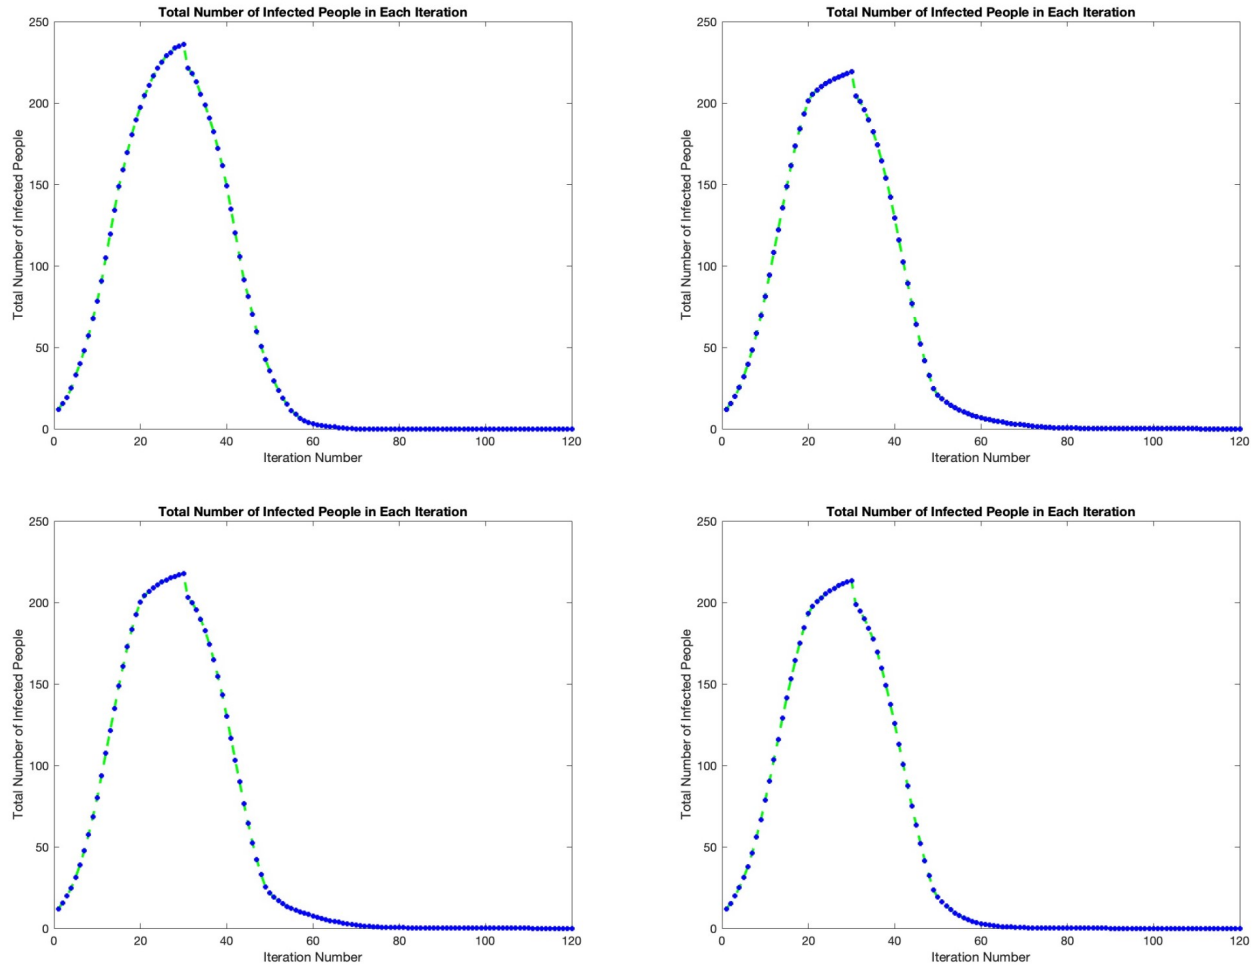 Total Number of Infected People in Each Iteration
250
200
150
100
50
0
Total Number of Infected People
0 20 40 60 80 100 120
Iteration Number
Total Number of Infected People in Each Iteration
250
200
150
100
50
0
Total Number of Infected People
0 20 40 60 80 100 120
Iteration Number
Total Number of Infected People in Each Iteration
250
200
150
100
50
0
Total Number of Infected People
0 20 40 60 80 100 120
Iteration Number
Total Number of Infected People in Each Iteration
250
200
150
100
50
0
Total Number of Infected People
0 20 40 60 80 100 120
Iteration Number